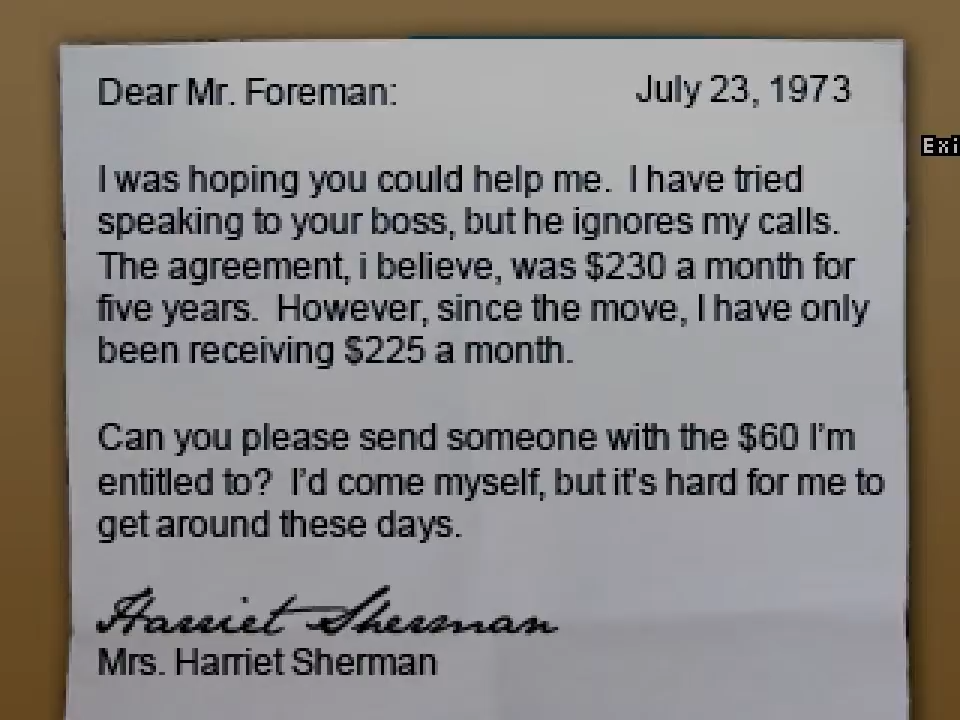 Dear Mr. Foreman: July 23, 1973
I was hoping you could help me. I have tried
speaking to your boss, but he ignores my calls.
The agreement, i believe, was $230 a month for
five years. However, since the move, I have only
been receiving $225 a month.
Can you please send someone with the $60 I'm
entitled to? I'd come myself, but it's hard for me to
get around these days.
Harriet Sherman
Mrs. Harriet Sherman
Exi